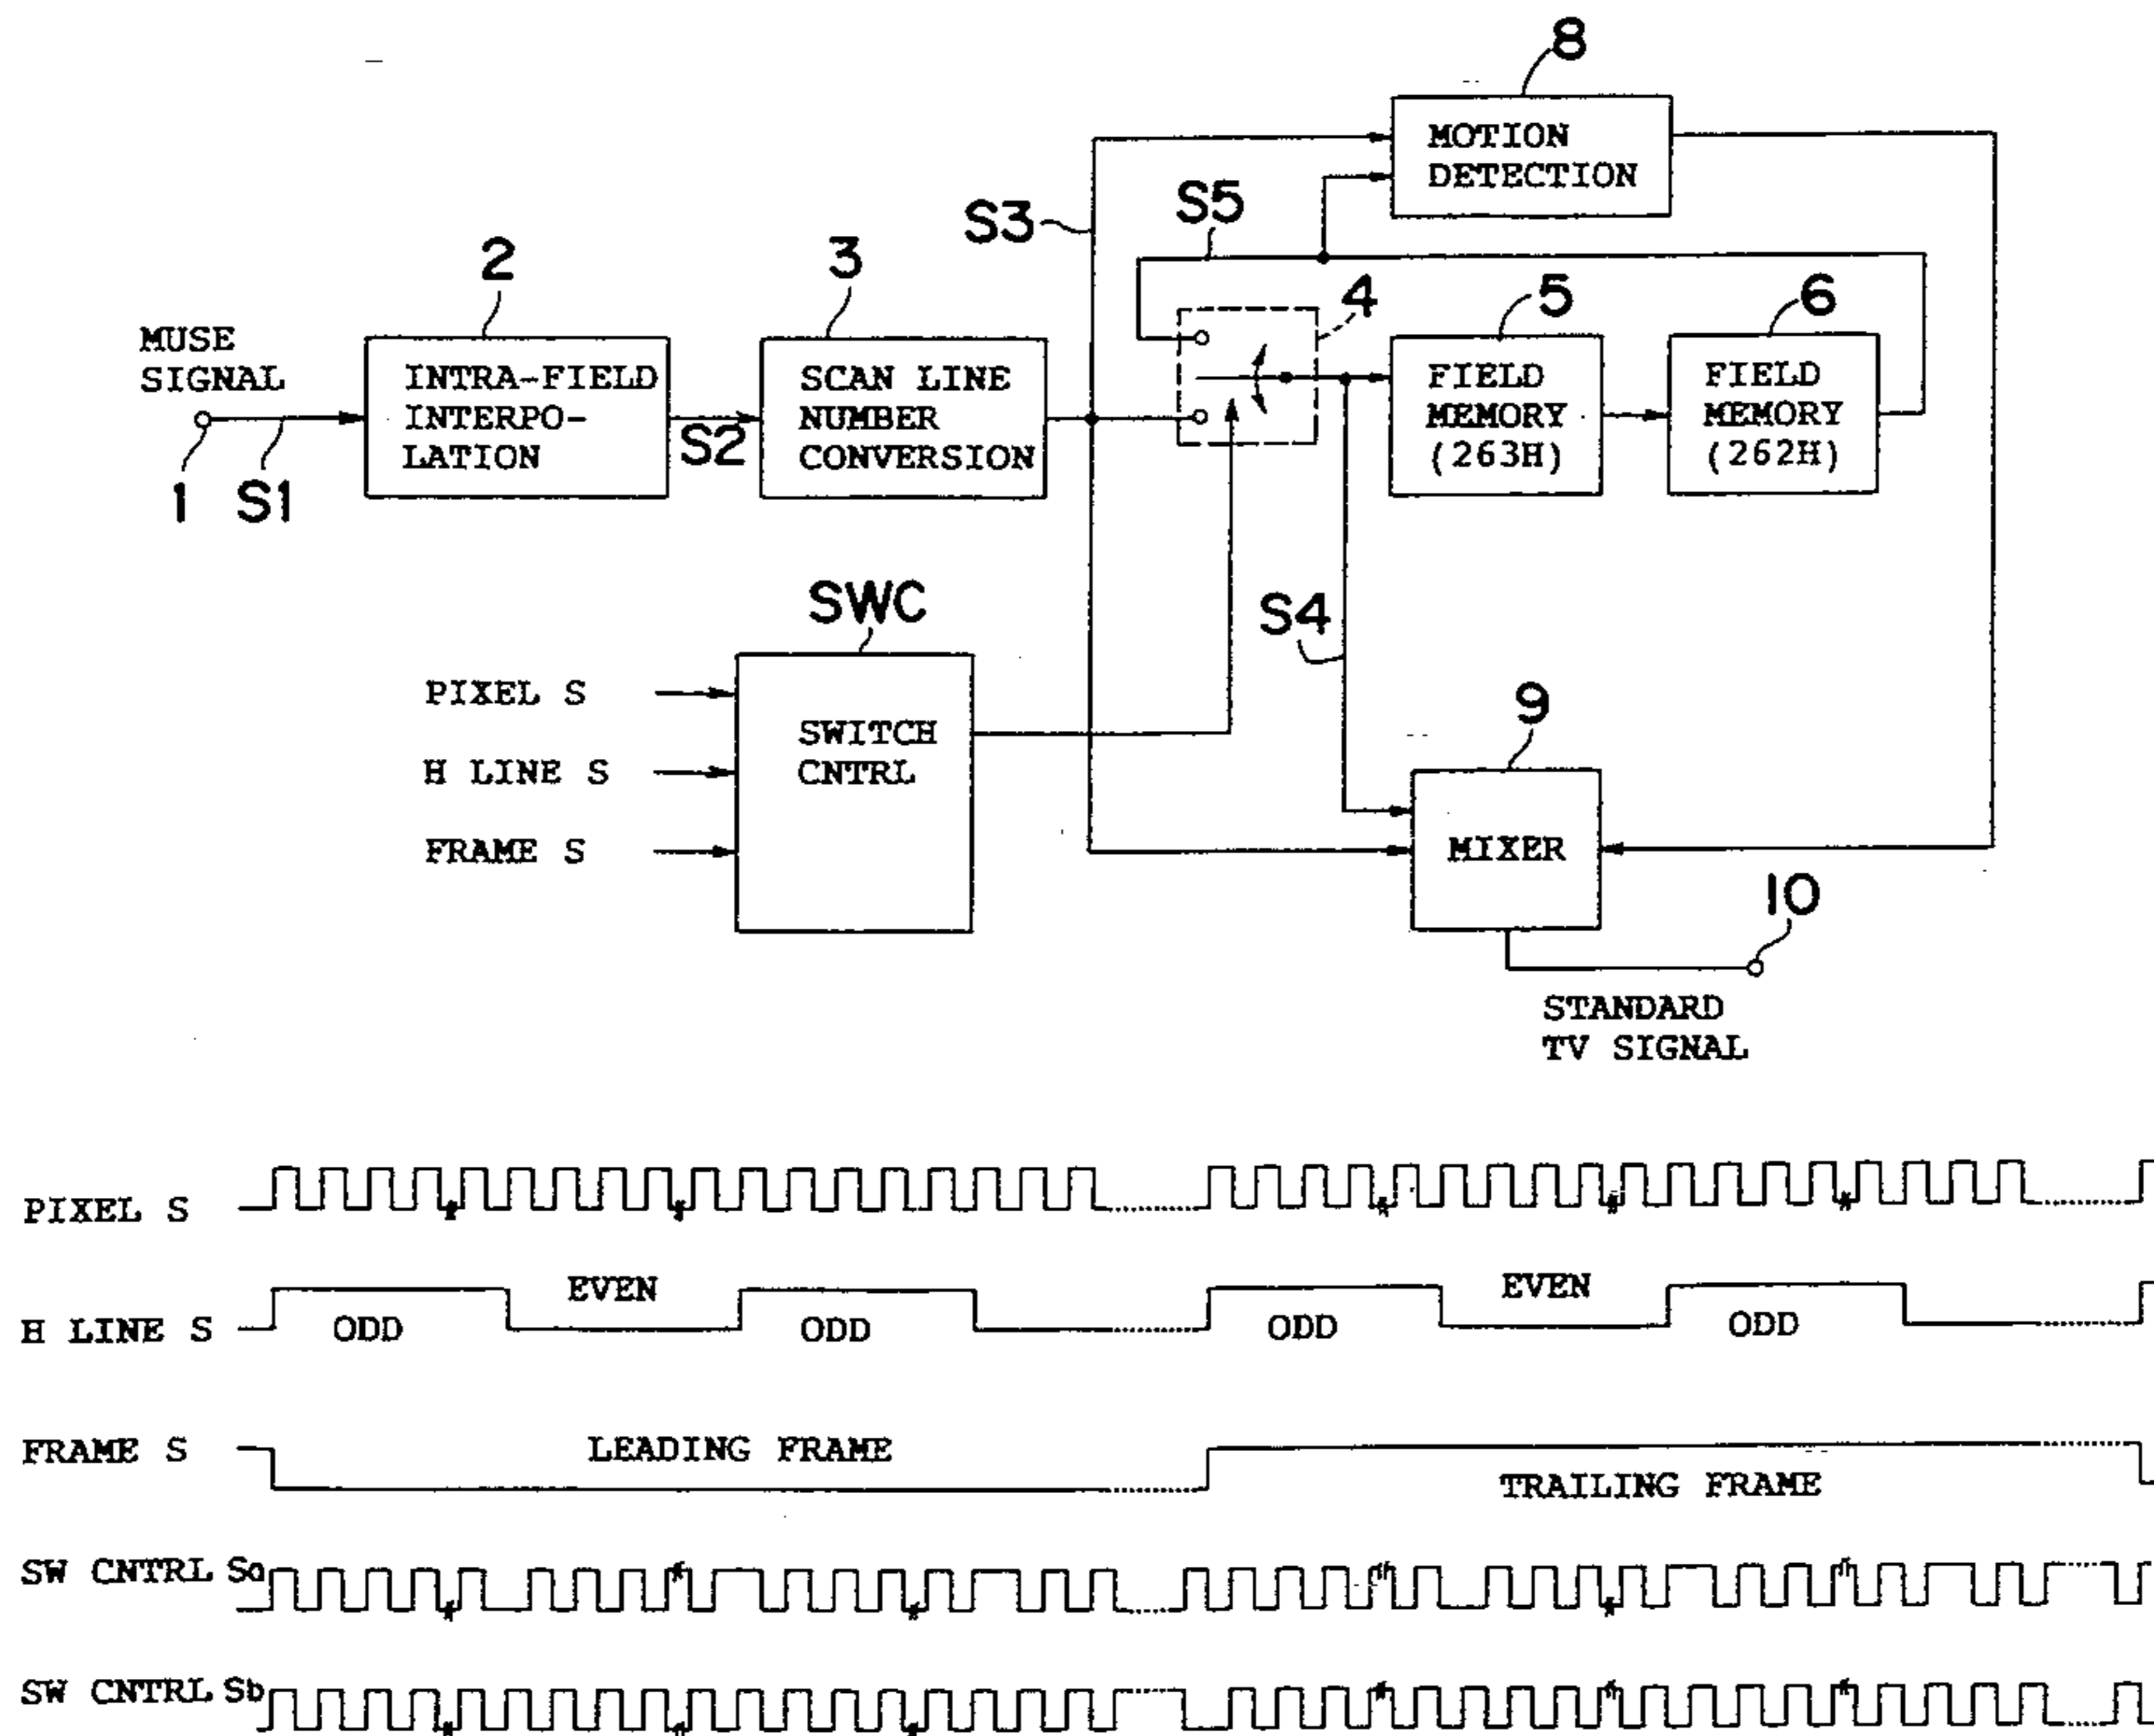 8
MOTION
DETECTION
S3
S5
2
3
4
5
6
MUSE
SIGNAL
INTRA-FIELD
INTERPO-
LATION
S2
SCAN LINE
NUMBER
CONVERSION
FIELD
MEMORY
(263H)
FIELD
MEMORY
(262H)
1
S1
SWC
S4
PIXEL S
H LINE S
FRAME S
SWITCH
CNTRL
9
MIXER
10
STANDARD
TV SIGNAL
PIXEL S
H LINE S
ODD
EVEN
ODD
ODD
EVEN
ODD
FRAME S
LEADING FRAME
TRAILING FRAME
SW CNTRL Sa
SW CNTRL Sb